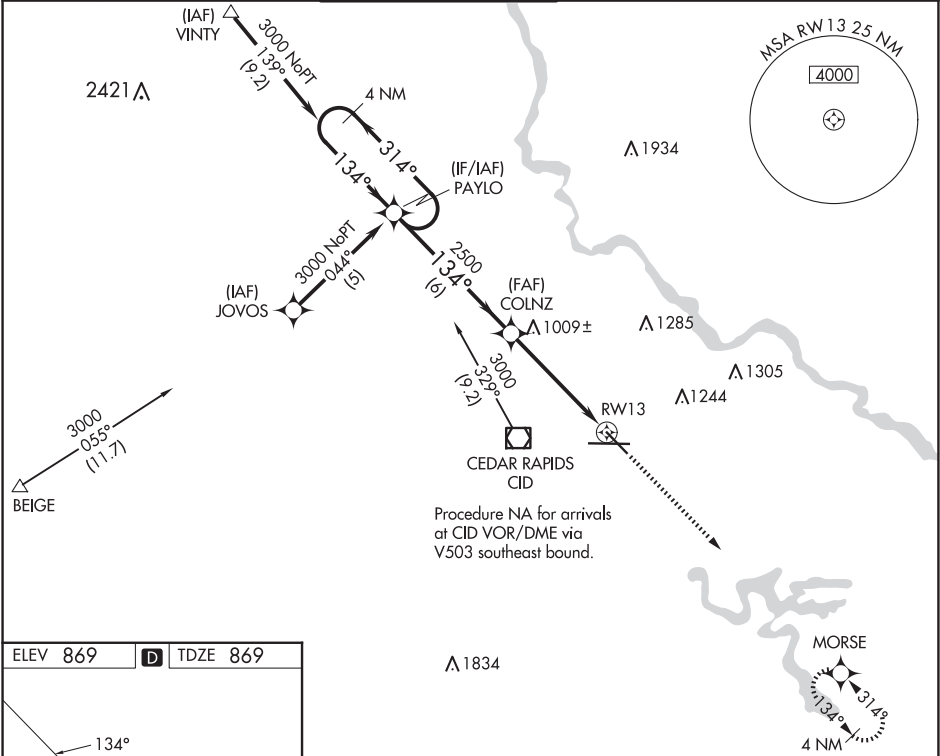 (IAF)
VINTY
3000 NoPT
139°
(9.2)
MSA RW13 25 NM
4000
2421
4 NM
314°
134°
1934
(IF/IAF)
PAYLO
3000 NoPT
044°
(5)
2500
134°
(6)
(IAF)
JOVOS
(FAF)
COLNZ
1009±
1285
3000
329°
(9.2)
1305
1244
RW13
3000
055°
(11.7)
CEDAR RAPIDS
CID
BEIGE
Procedure NA for arrivals
at CID VOR/DME via
V503 southeast bound.
MORSE
ELEV 869 D TDZE 869
1834
134°
314°
4 NM
134°